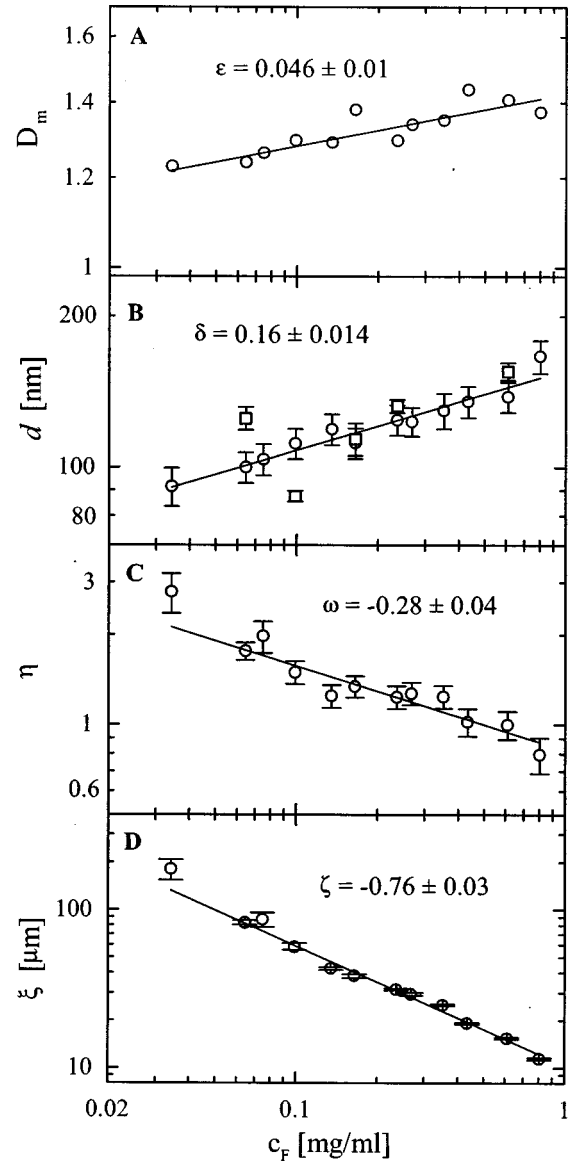 A
ε = 0.046 ± 0.01
1.6
1.4
1.2
1
D_m
B
δ = 0.16 ± 0.014
200
100
80
d [nm]
C
ω = -0.28 ± 0.04
3
1
0.6
η
D
ζ = -0.76 ± 0.03
100
10
ξ [μm]
0.02 0.1 1
c_F [mg/ml]